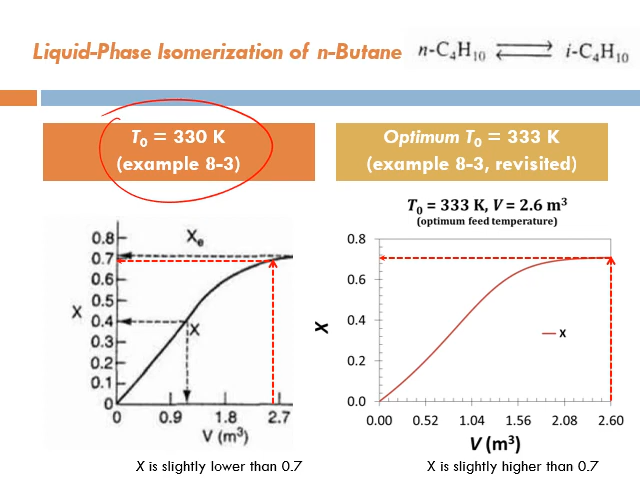 Liquid-Phase Isomerization of n-Butane
n-C₄H₁₀ ⇄ i-C₄H₁₀
T₀ = 330 K
(example 8-3)
Optimum T₀ = 333 K
(example 8-3, revisited)
0.8
0.7
0.6
0.5
0.4
0.3
0.2
0.1
0
X
Xₑ
X
0 0.9 1.8 2.7
V (m³)
X is slightly lower than 0.7
T₀ = 333 K, V = 2.6 m³
(optimum feed temperature)
0.8
0.6
0.4
0.2
0.0
X
X
0.00 0.52 1.04 1.56 2.08 2.60
V (m³)
X is slightly higher than 0.7